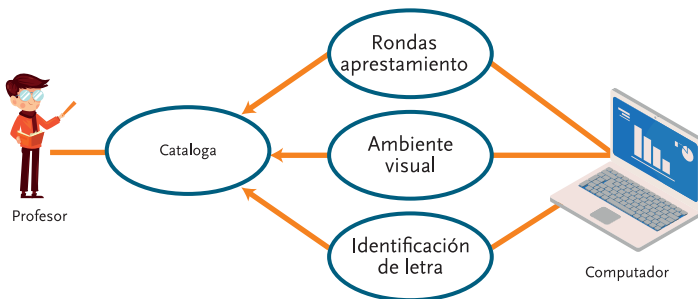 Rondas
aprestamiento
Cataloga
Ambiente
visual
Profesor
Identificación
de letra
Computador